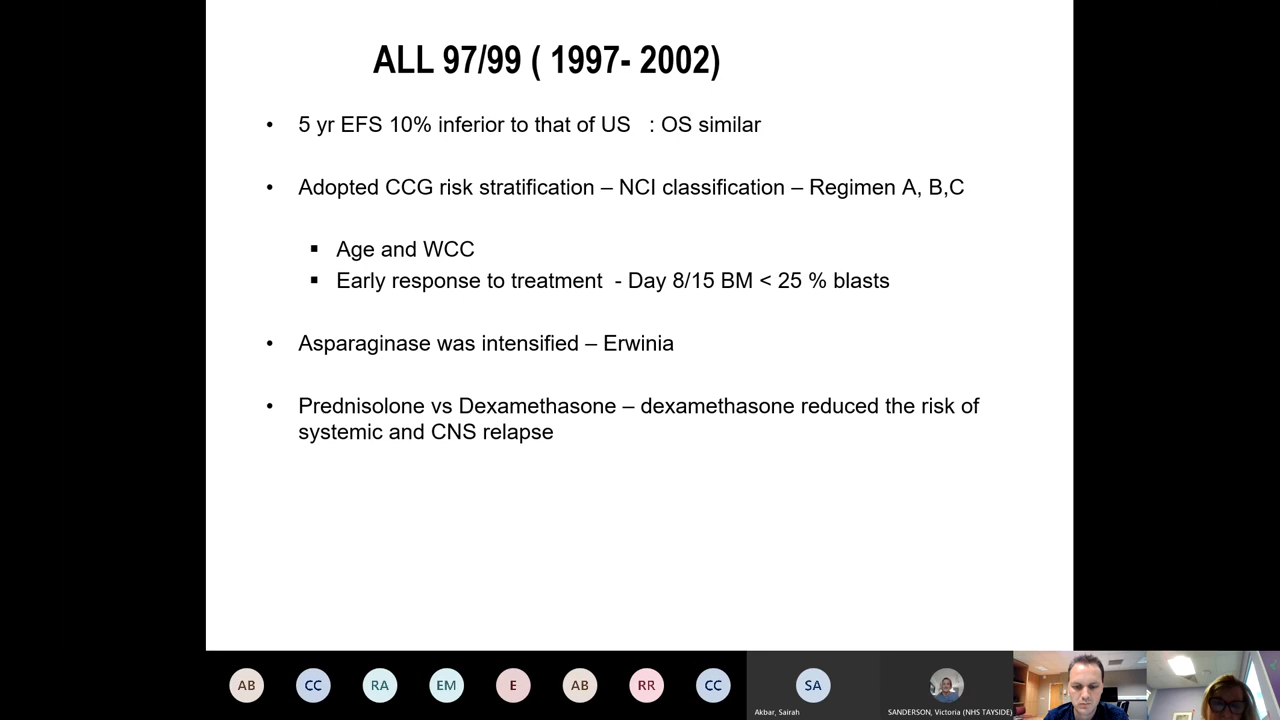 ALL 97/99 ( 1997- 2002)
• 5 yr EFS 10% inferior to that of US : OS similar
• Adopted CCG risk stratification – NCI classification – Regimen A, B,C
▪ Age and WCC
▪ Early response to treatment - Day 8/15 BM < 25 % blasts
• Asparaginase was intensified – Erwinia
• Prednisolone vs Dexamethasone – dexamethasone reduced the risk of
systemic and CNS relapse
AB CC RA EM E AB RR CC SA
Akbar, Sairah SANDERSON, Victoria (NHS TAYSIDE)